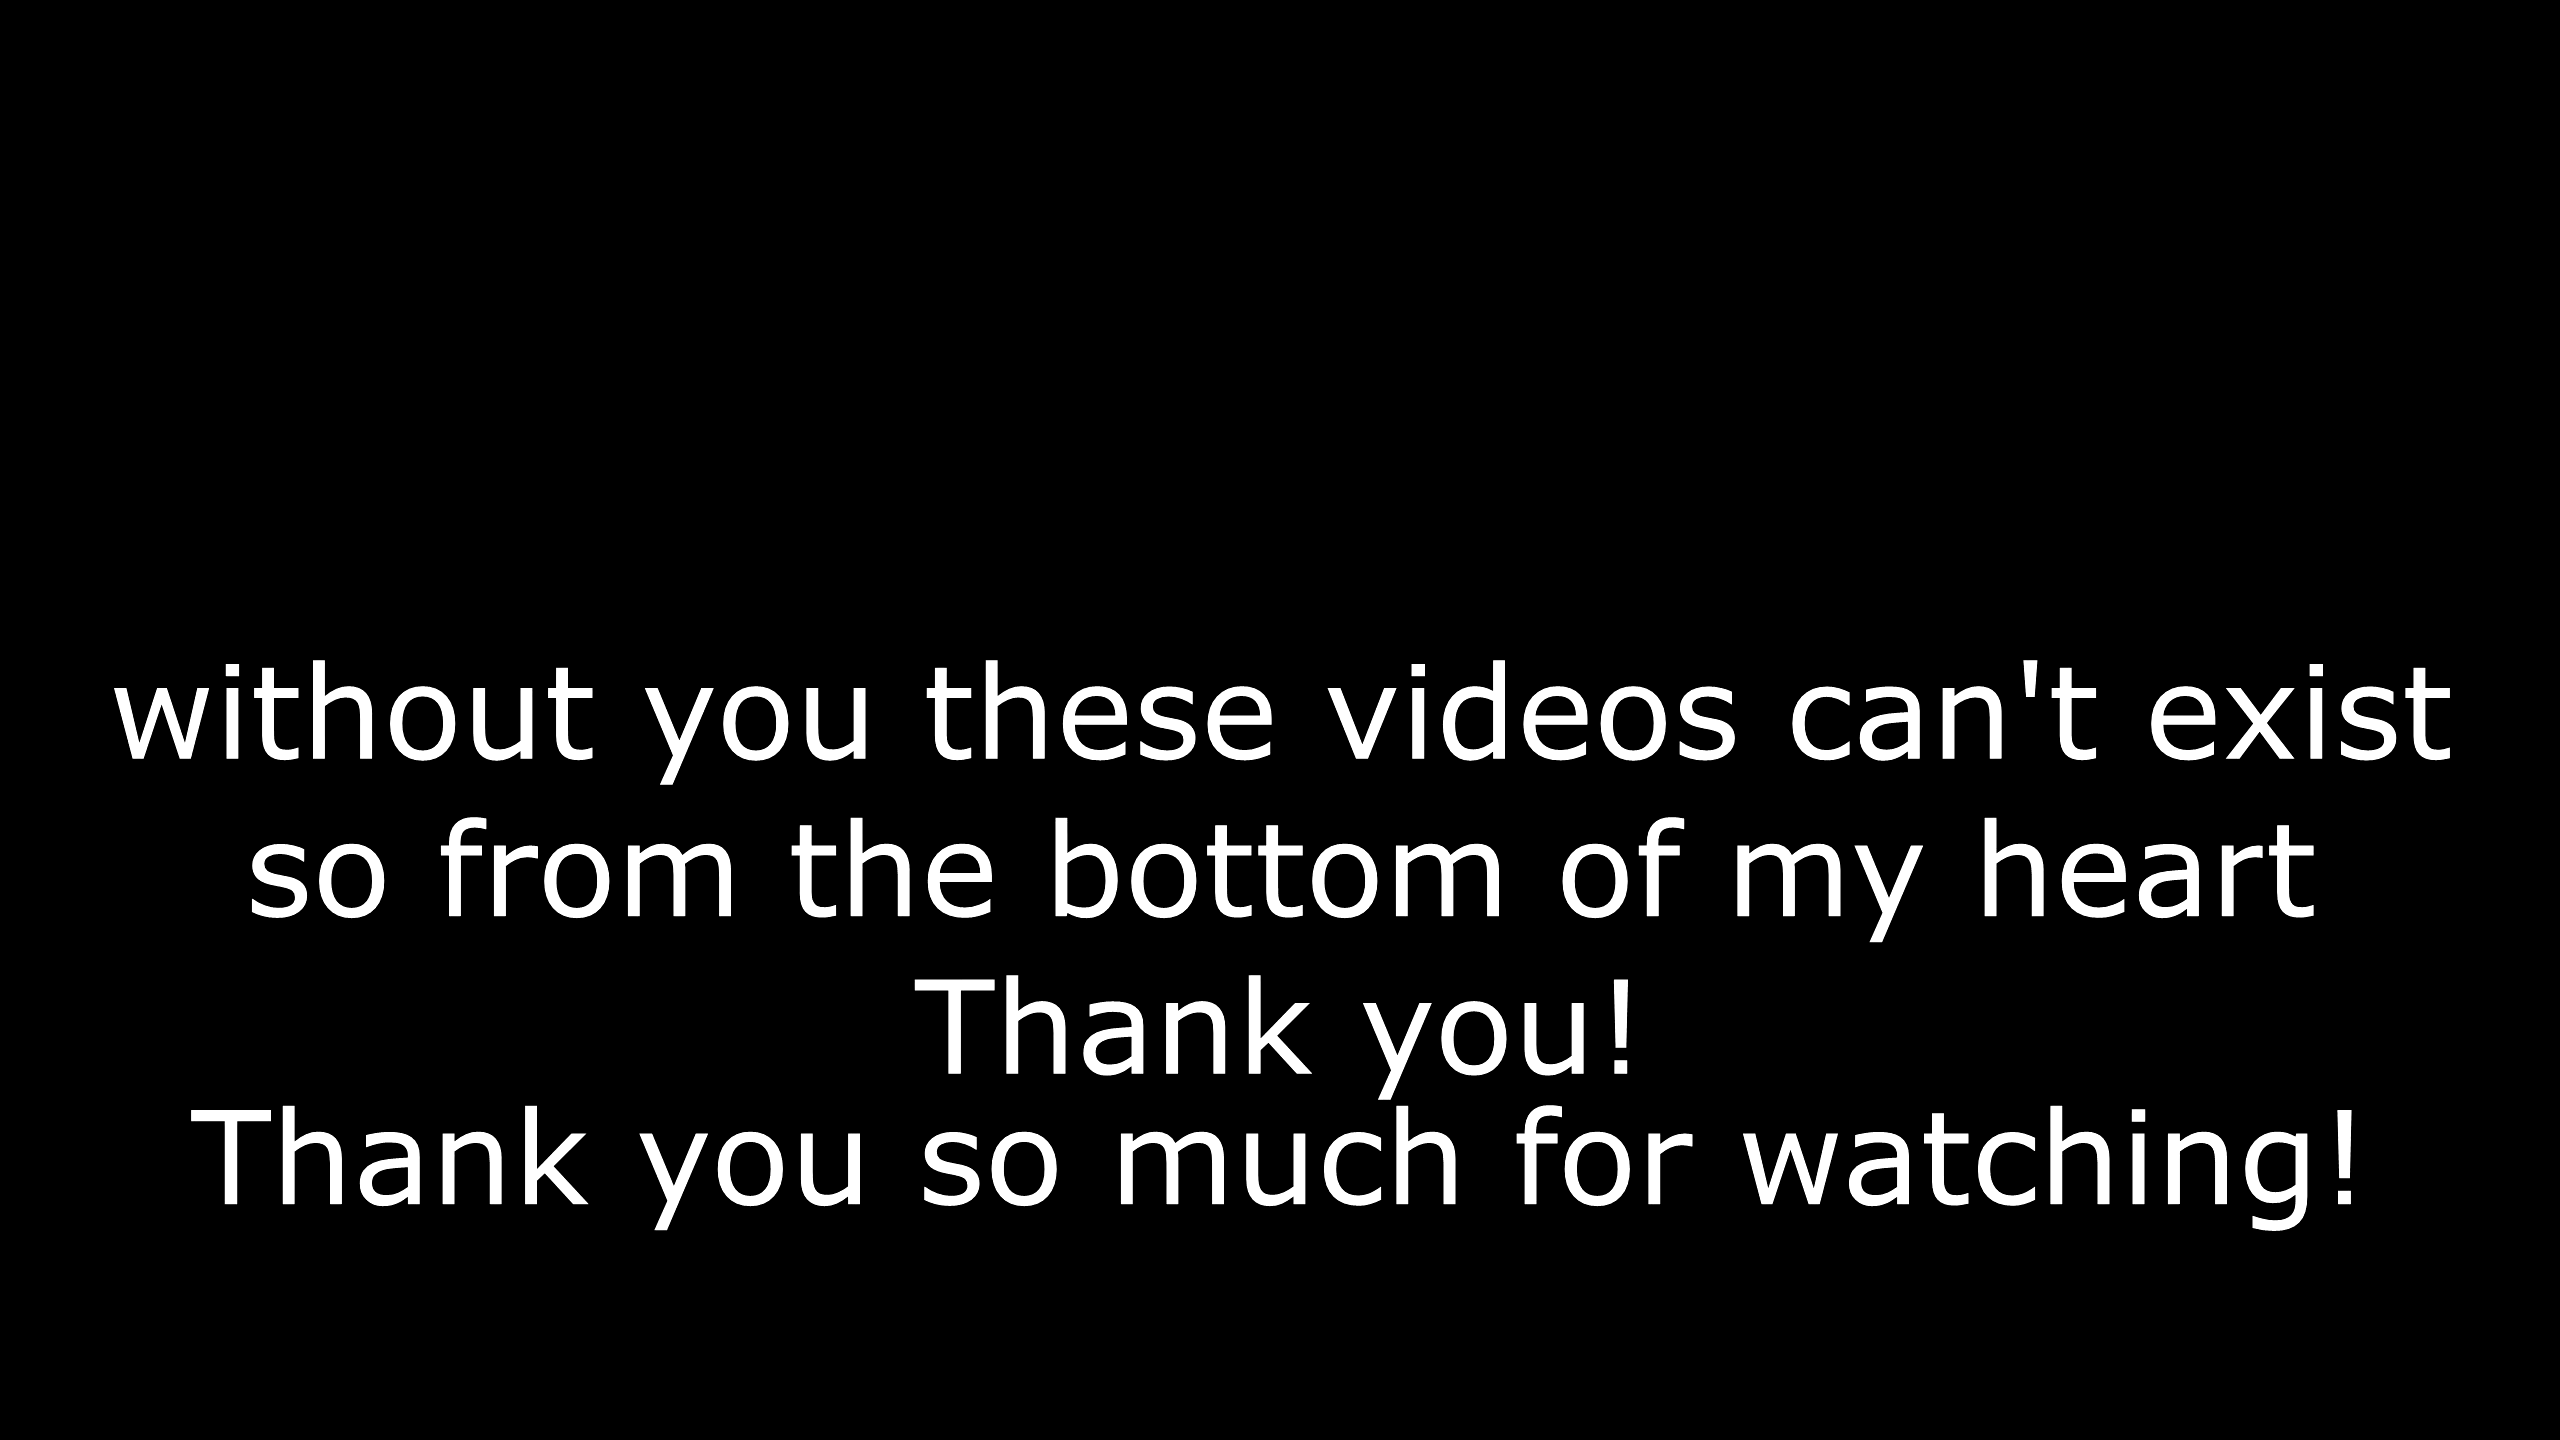 without you these videos can't exist
so from the bottom of my heart
Thank you!
Thank you so much for watching!